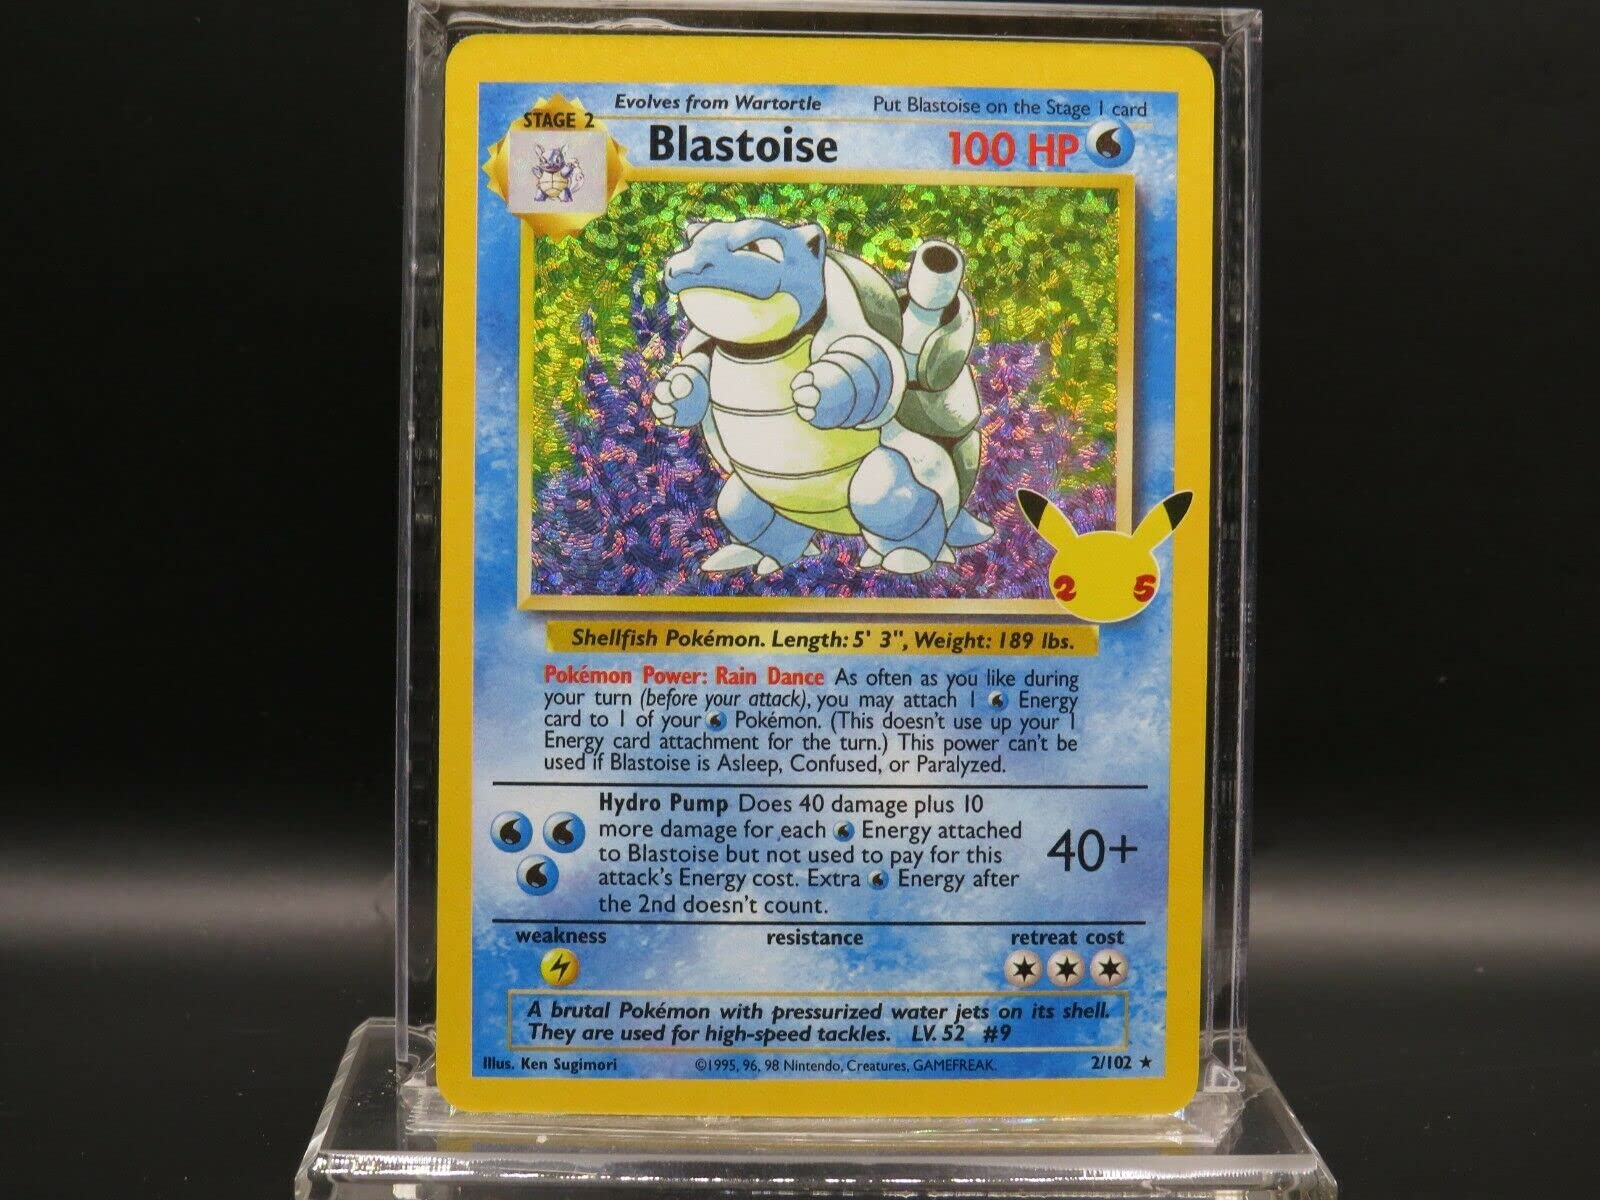 Evolves from Wartortle Put Blastoise on the Stage 1 card
STAGE 2
Blastoise 100 HP
2 5
Shellfish Pokémon. Length: 5' 3", Weight: 189 lbs.
Pokémon Power: Rain Dance As often as you like during
your turn (before your attack), you may attach 1 Energy
card to 1 of your Pokémon. (This doesn't use up your 1
Energy card attachment for the turn.) This power can't be
used if Blastoise is Asleep, Confused, or Paralyzed.
Hydro Pump Does 40 damage plus 10
more damage for each Energy attached
to Blastoise but not used to pay for this
attack's Energy cost. Extra Energy after
the 2nd doesn't count.
40+
weakness resistance retreat cost
A brutal Pokémon with pressurized water jets on its shell.
They are used for high-speed tackles. LV. 52 #9
Illus. Ken Sugimori ©1995, 96, 98 Nintendo, Creatures, GAMEFREAK. 2/102 ★